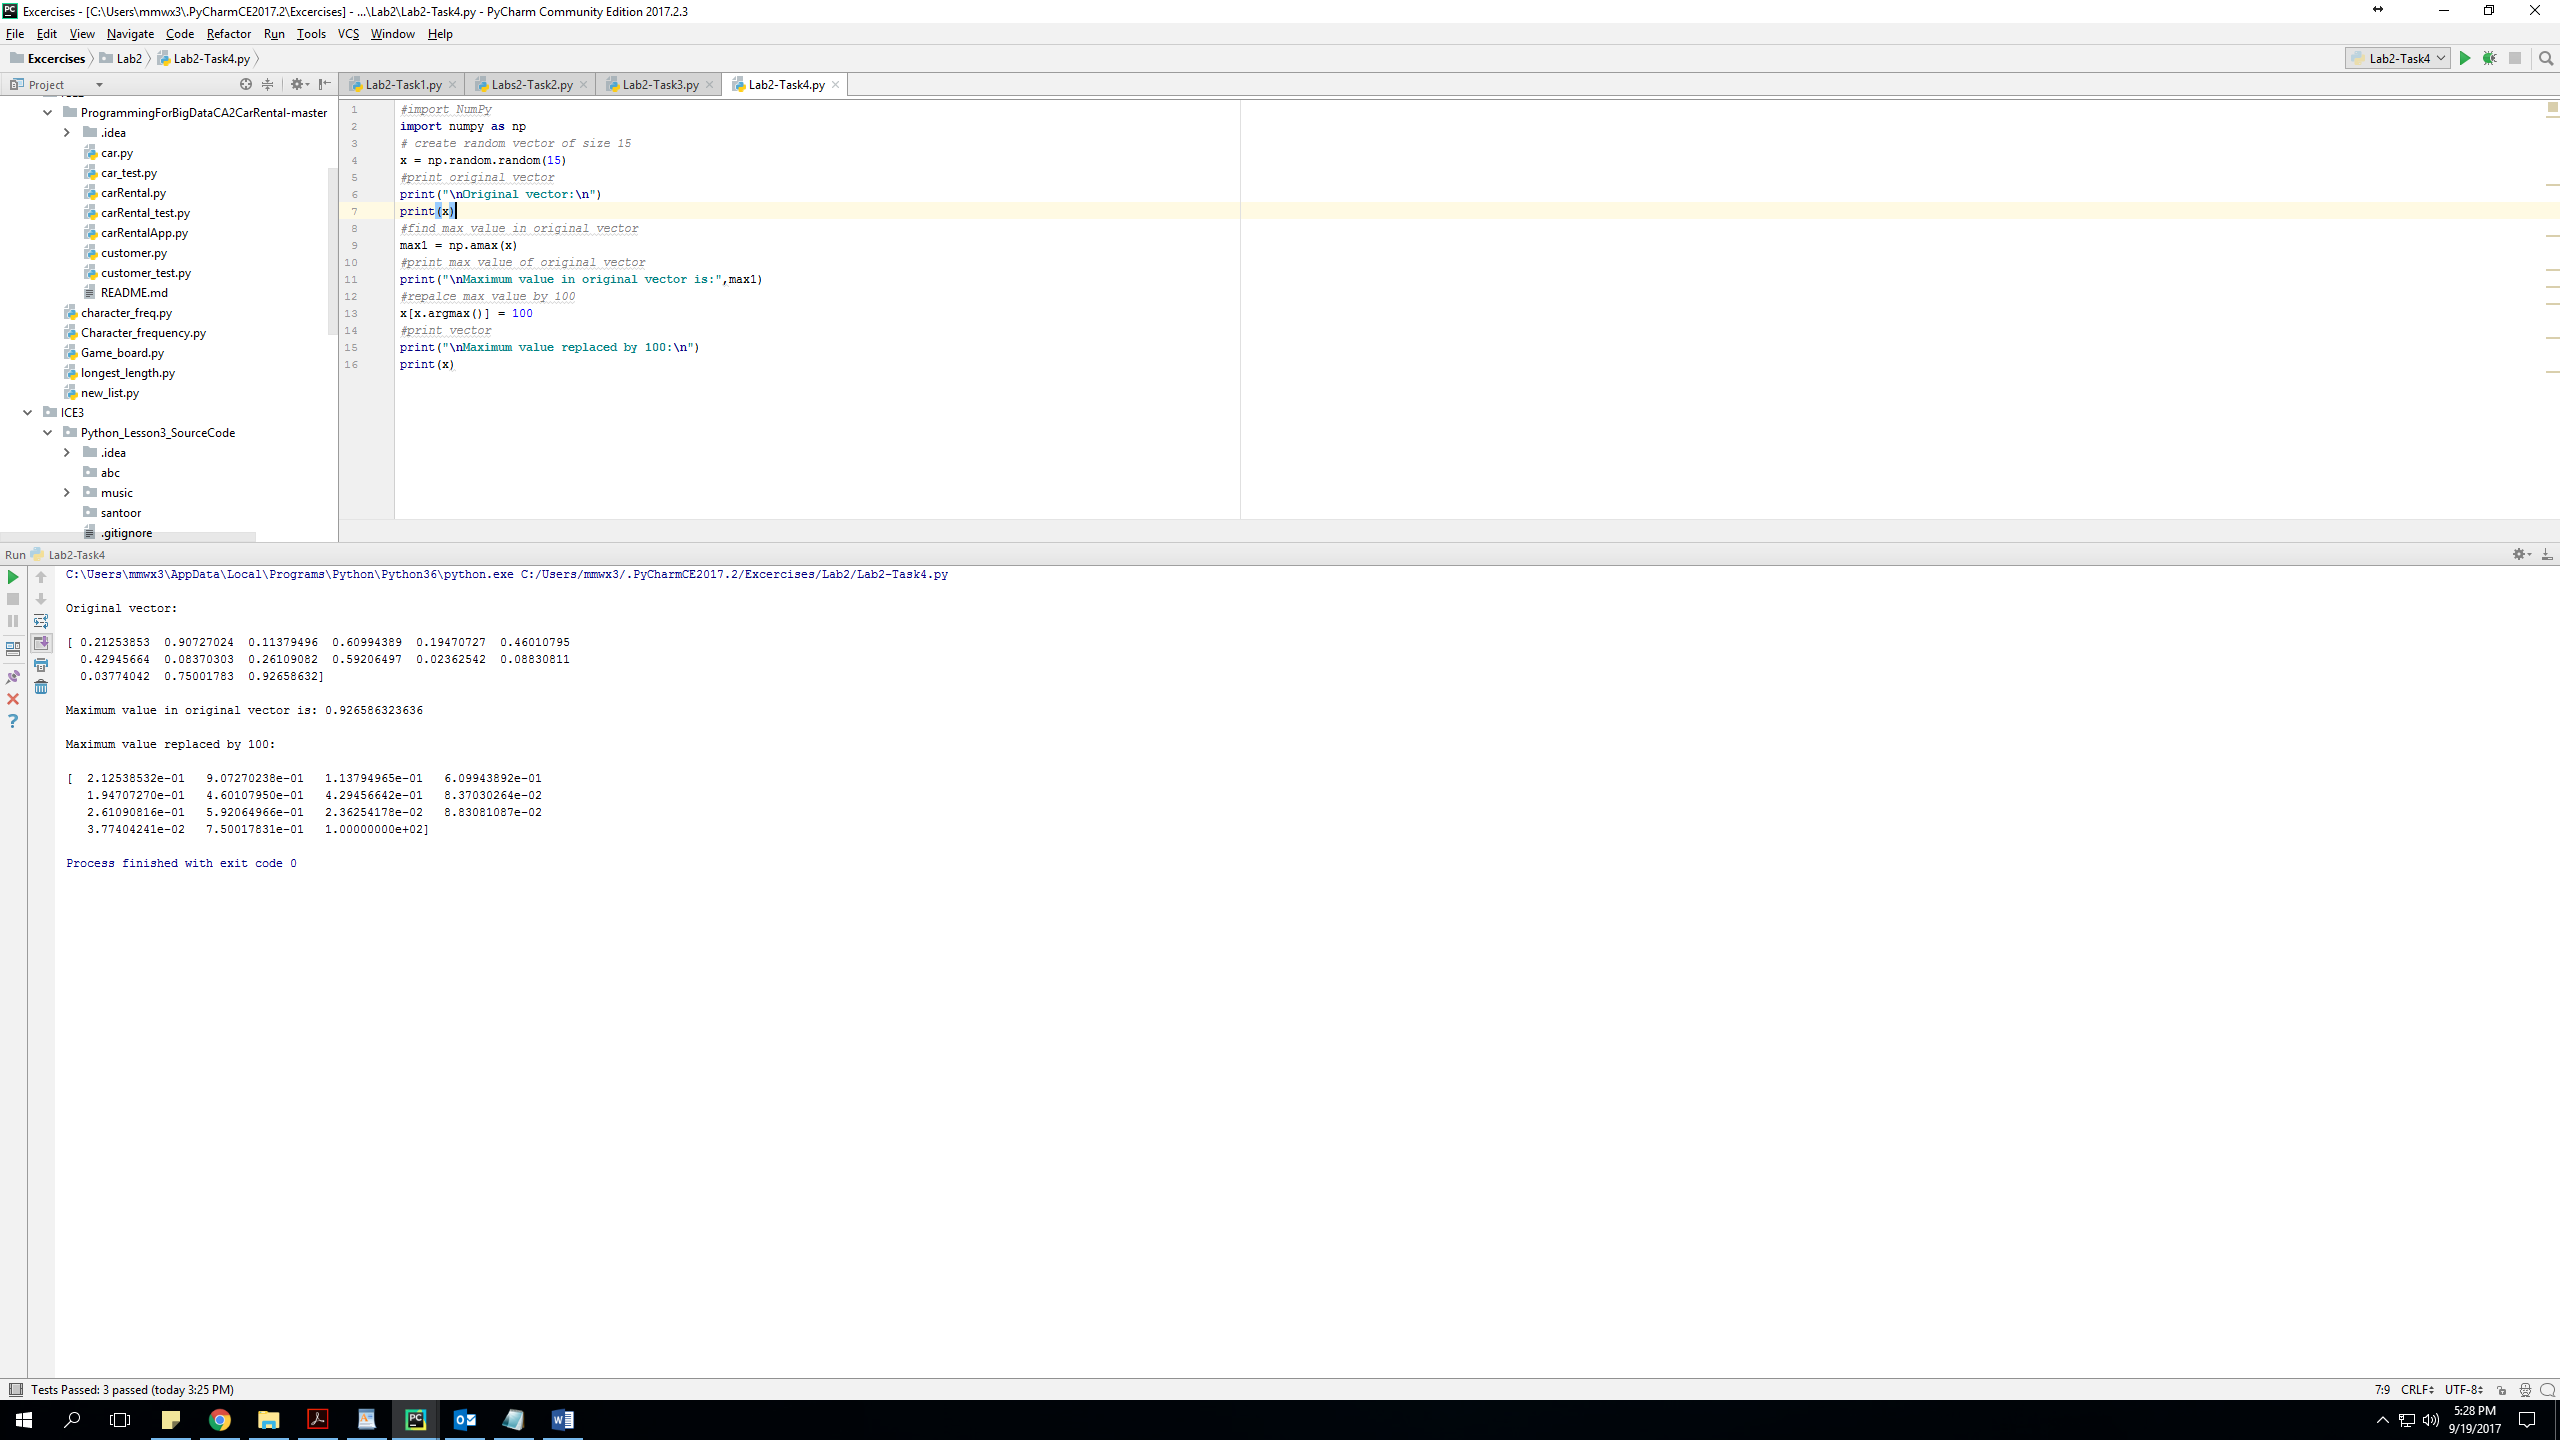 Excercises - [C:\Users\mmwx3\.PyCharmCE2017.2\Excercises] - ...\Lab2\Lab2-Task4.py - PyCharm Community Edition 2017.2.3
File Edit View Navigate Code Refactor Run Tools VCS Window Help
Excercises Lab2 Lab2-Task4.py
Lab2-Task4
Project
Lab2-Task1.py Labs2-Task2.py Lab2-Task3.py Lab2-Task4.py
ProgrammingForBigDataCA2CarRental-master
.idea
car.py
car_test.py
carRental.py
carRental_test.py
carRentalApp.py
customer.py
customer_test.py
README.md
character_freq.py
Character_frequency.py
Game_board.py
longest_length.py
new_list.py
ICE3
Python_Lesson3_SourceCode
.idea
abc
music
santoor
.gitignore
1 #import NumPy
2 import numpy as np
3 # create random vector of size 15
4 x = np.random.random(15)
5 #print original vector
6 print("\nOriginal vector:\n")
7 print(x)
8 #find max value in original vector
9 max1 = np.amax(x)
10 #print max value of original vector
11 print("\nMaximum value in original vector is:",max1)
12 #repalce max value by 100
13 x[x.argmax()] = 100
14 #print vector
15 print("\nMaximum value replaced by 100:\n")
16 print(x)
Run Lab2-Task4
C:\Users\mmwx3\AppData\Local\Programs\Python\Python36\python.exe C:/Users/mmwx3/.PyCharmCE2017.2/Excercises/Lab2/Lab2-Task4.py
Original vector:
[ 0.21253853 0.90727024 0.11379496 0.60994389 0.19470727 0.46010795
0.42945664 0.08370303 0.26109082 0.59206497 0.02362542 0.08830811
0.03774042 0.75001783 0.92658632]
Maximum value in original vector is: 0.926586323636
Maximum value replaced by 100:
[ 2.12538532e-01 9.07270238e-01 1.13794965e-01 6.09943892e-01
1.94707270e-01 4.60107950e-01 4.29456642e-01 8.37030264e-02
2.61090816e-01 5.92064966e-01 2.36254178e-02 8.83081087e-02
3.77404241e-02 7.50017831e-01 1.00000000e+02]
Process finished with exit code 0
Tests Passed: 3 passed (today 3:25 PM)
7:9 CRLF UTF-8
5:28 PM
9/19/2017